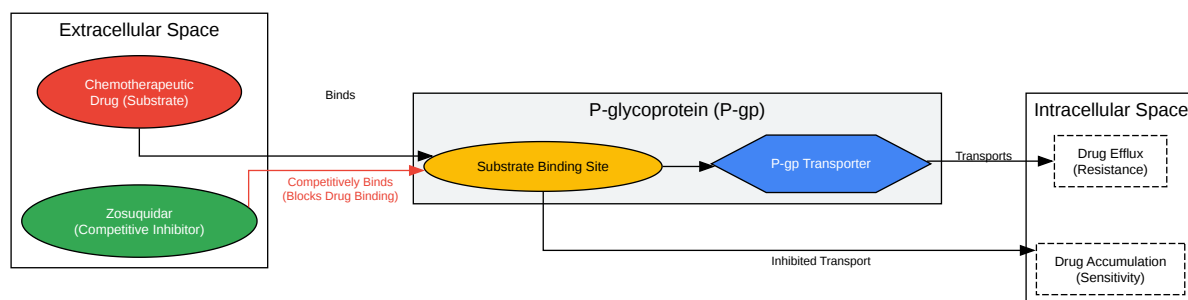 Extracellular Space
Chemotherapeutic
Drug (Substrate)
Zosuquidar
(Competitive Inhibitor)
Binds
Competitively Binds
(Blocks Drug Binding)
P-glycoprotein (P-gp)
Substrate Binding Site
P-gp Transporter
Transports
Inhibited Transport
Intracellular Space
Drug Efflux
(Resistance)
Drug Accumulation
(Sensitivity)